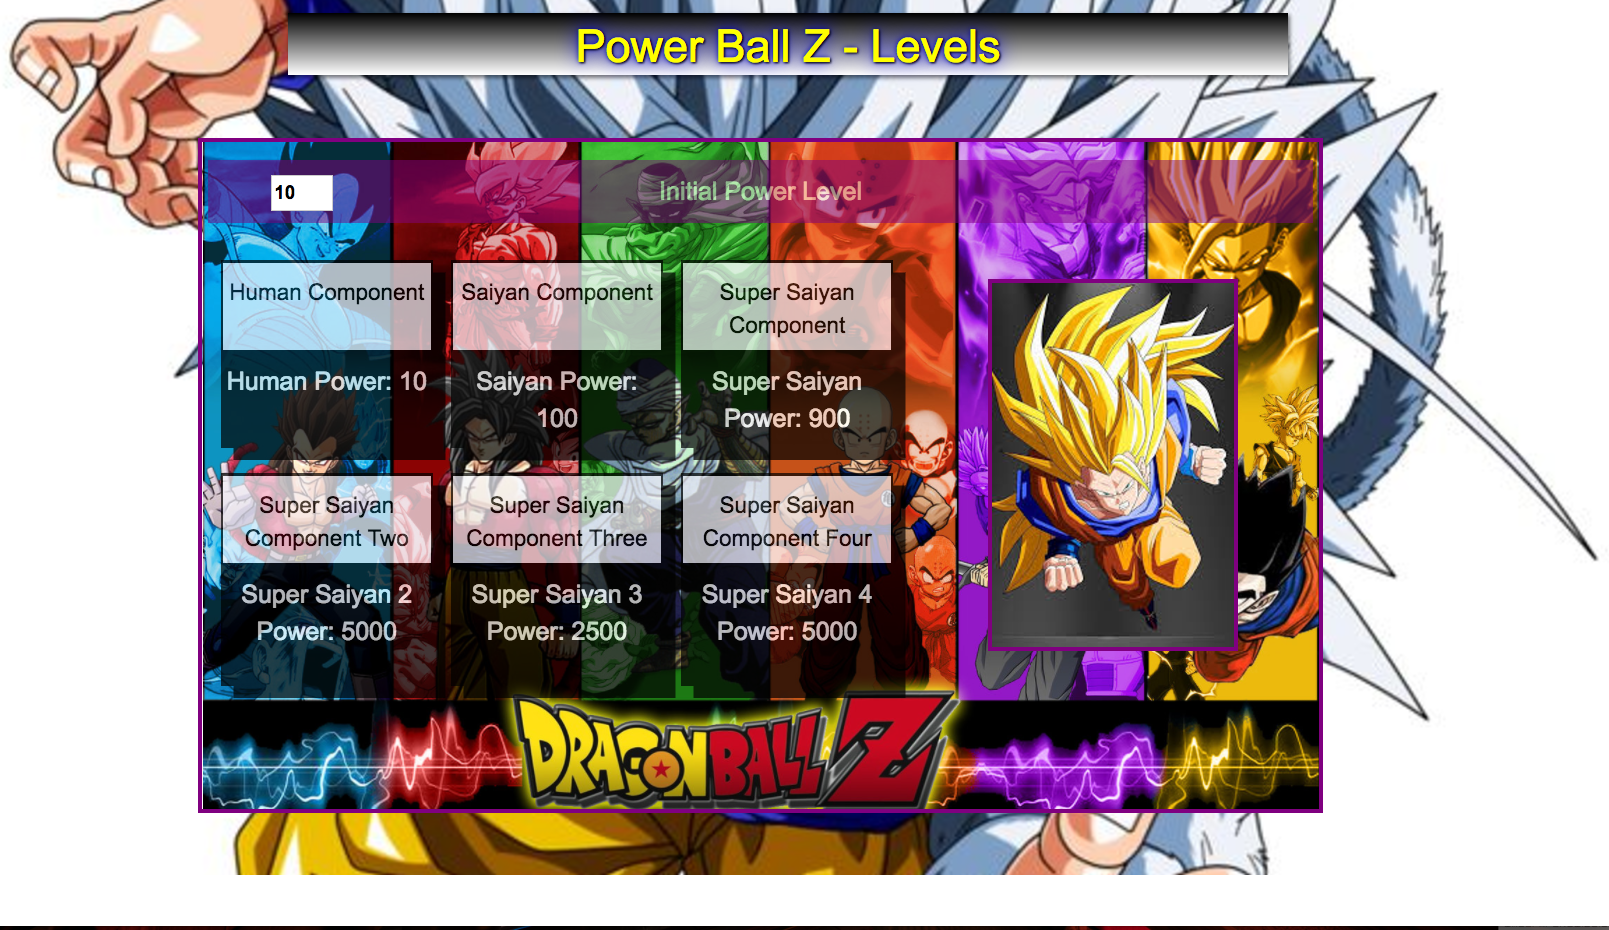 Power Ball Z - Levels
10
Initial Power Level
Human Component
Saiyan Component
Super Saiyan
Component
Human Power: 10
Saiyan Power:
100
Super Saiyan
Power: 900
Super Saiyan
Component Two
Super Saiyan
Component Three
Super Saiyan
Component Four
Super Saiyan 2
Power: 5000
Super Saiyan 3
Power: 2500
Super Saiyan 4
Power: 5000
DRAGONBALL Z